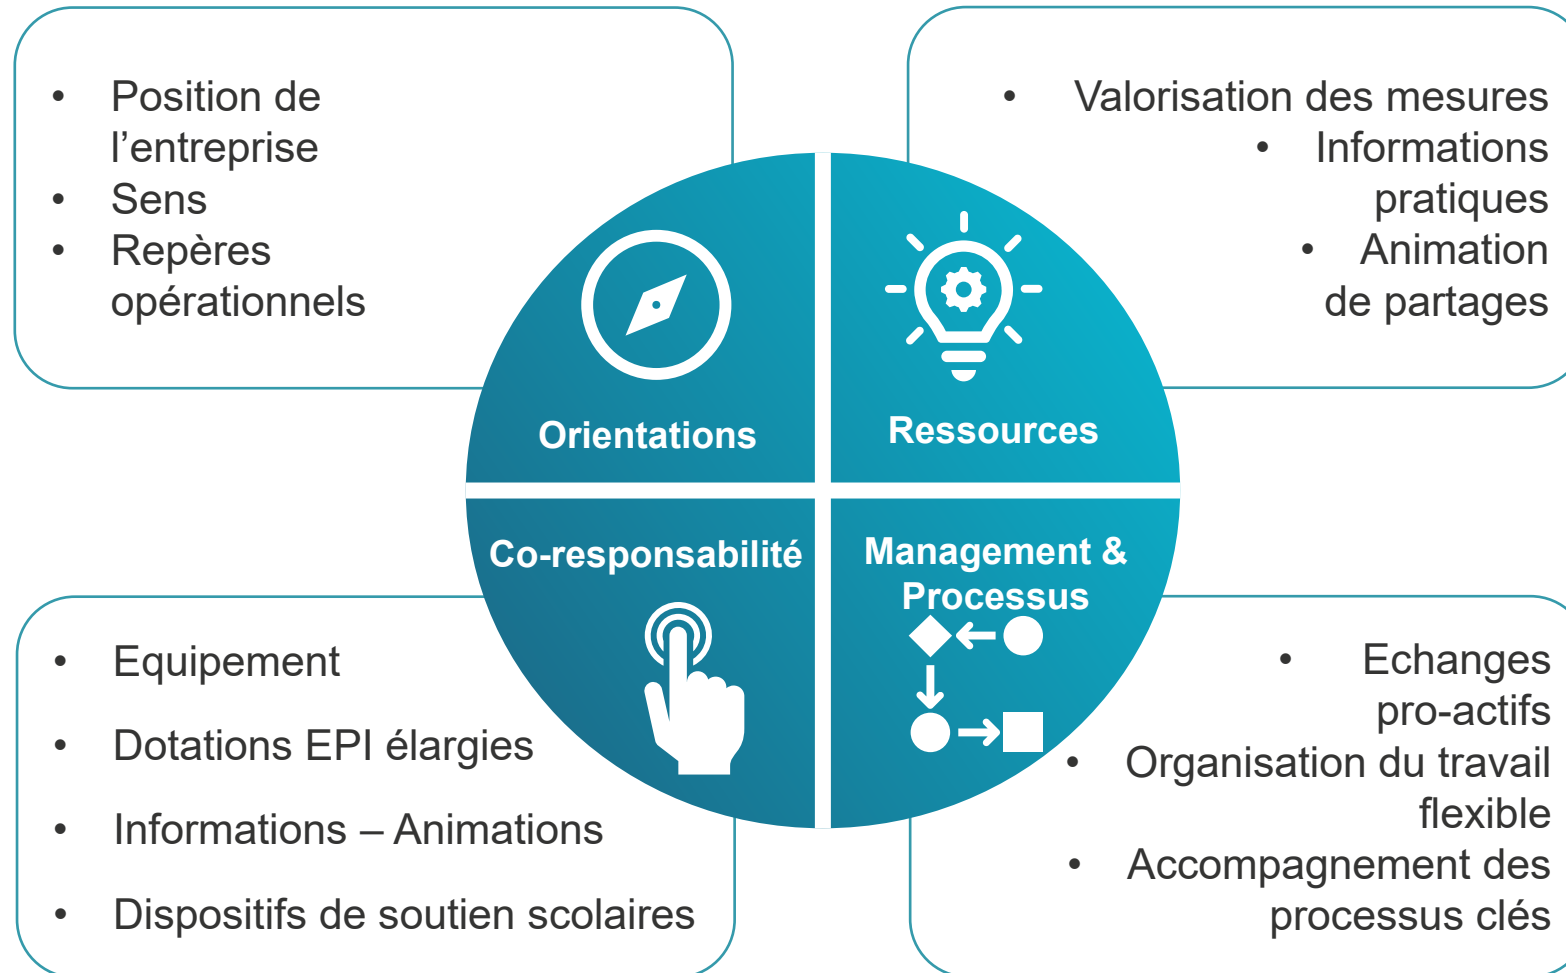 • Position de
l’entreprise
• Sens
• Repères
opérationnels
• Valorisation des mesures
• Informations
pratiques
• Animation
de partages
Orientations
Ressources
Co-responsabilité
Management &
Processus
• Equipement
• Dotations EPI élargies
• Informations – Animations
• Dispositifs de soutien scolaires
• Echanges
pro-actifs
• Organisation du travail
flexible
• Accompagnement des
processus clés